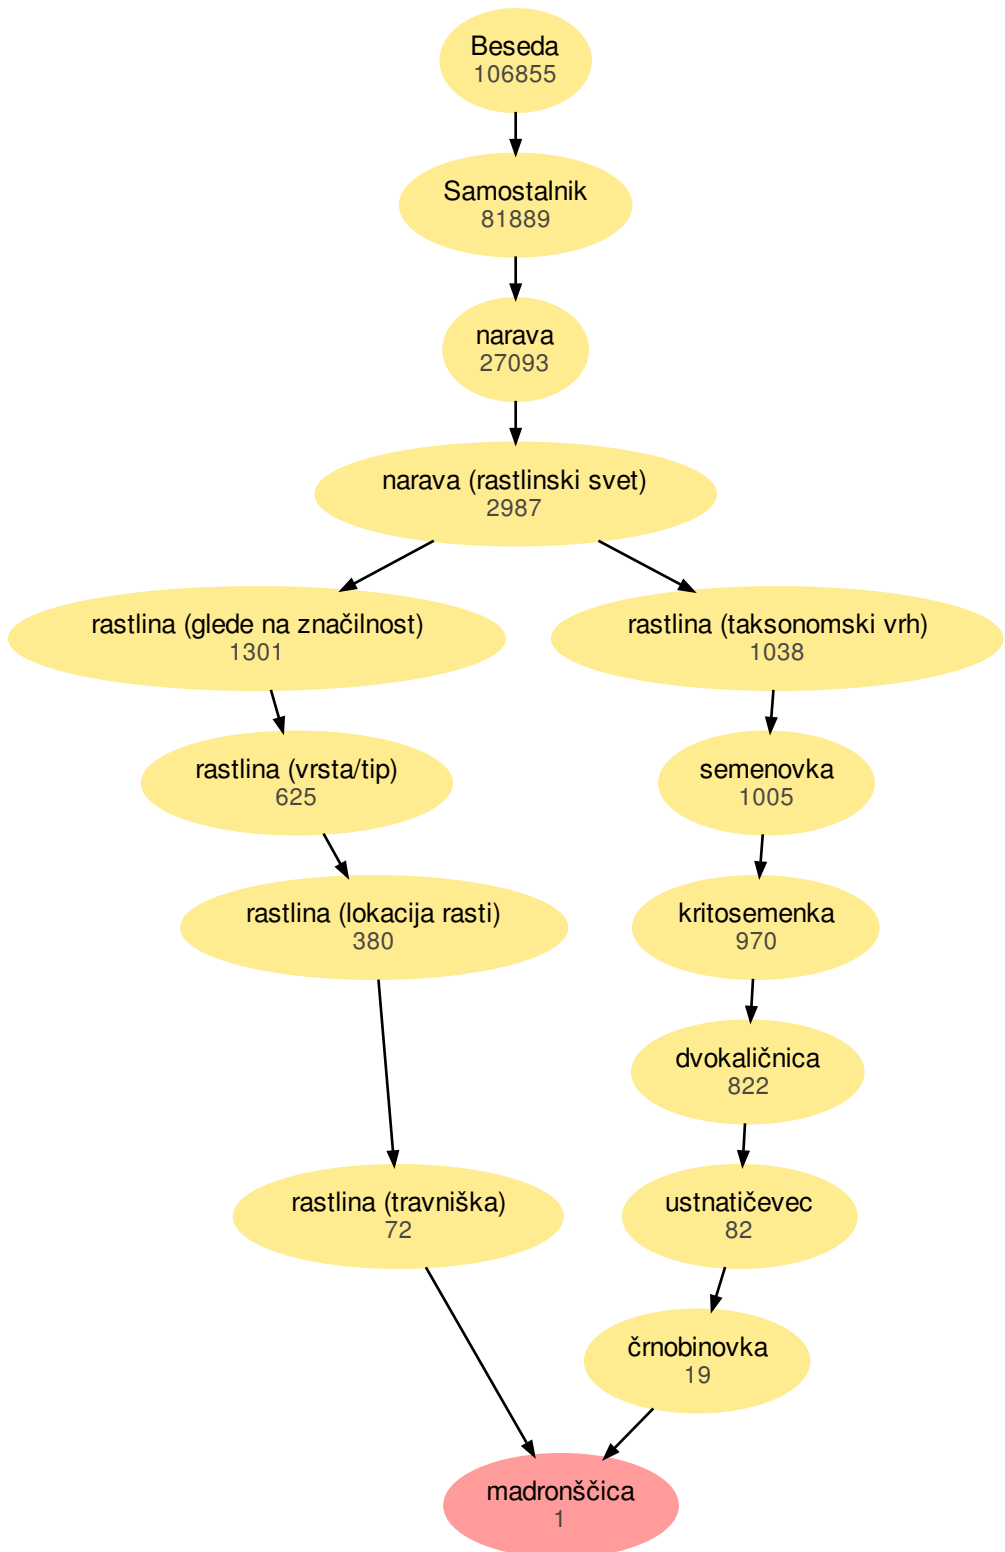 Beseda
106855
Samostalnik
81889
narava
27093
narava (rastlinski svet)
2987
rastlina (glede na značilnost)
1301
rastlina (taksonomski vrh)
1038
rastlina (vrsta/tip)
625
semenovka
1005
rastlina (lokacija rasti)
380
kritosemenka
970
dvokaličnica
822
rastlina (travniška)
72
ustnatičevec
82
črnobinovka
19
madronščica
1